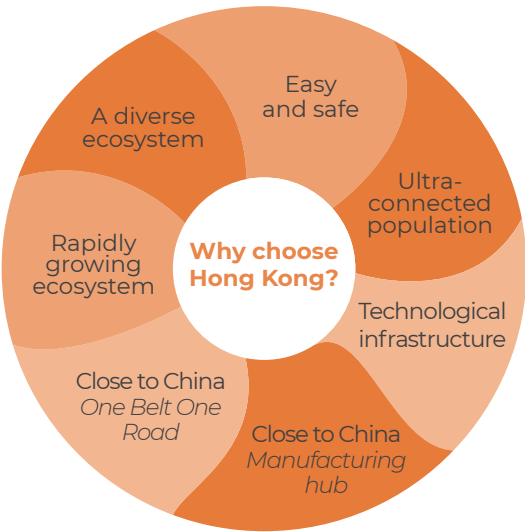 Why choose
Hong Kong?
Easy
and safe
Ultra-
connected
population
Technological
infrastructure
Close to China
Manufacturing
hub
Close to China
One Belt One
Road
Rapidly
growing
ecosystem
A diverse
ecosystem